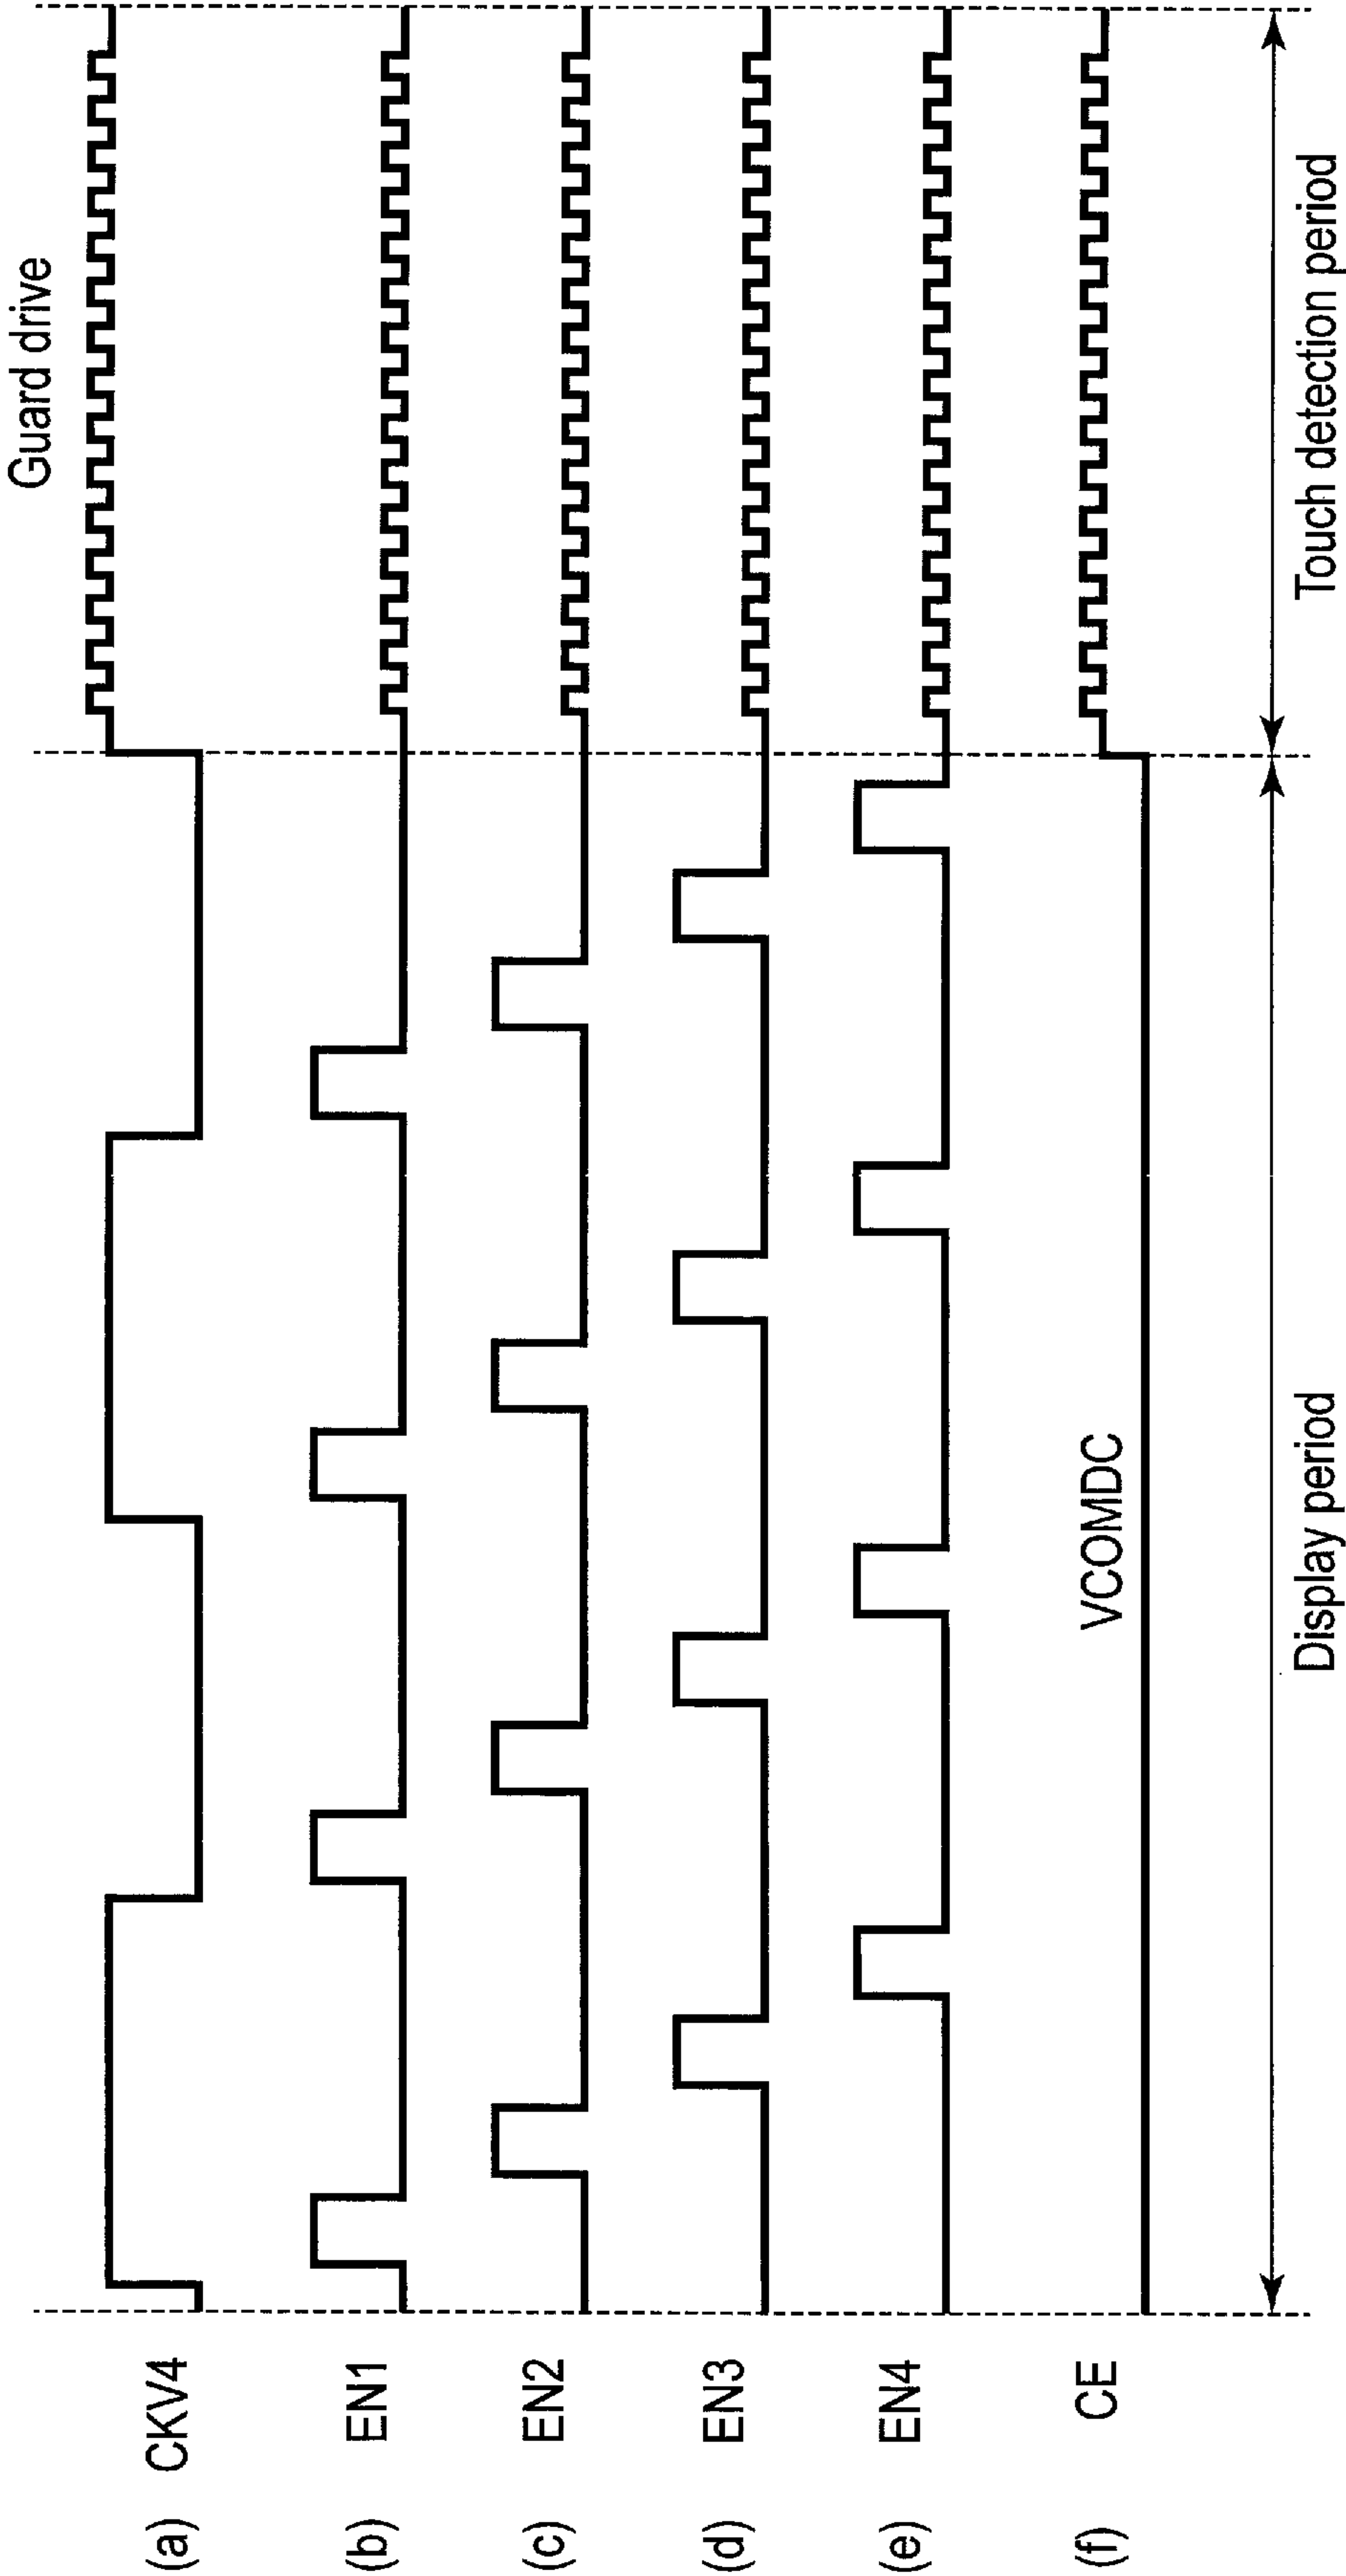 Guard drive
(a) CKV4
(b) EN1
(c) EN2
(d) EN3
(e) EN4
(f) CE
VCOMDC
Display period
Touch detection period